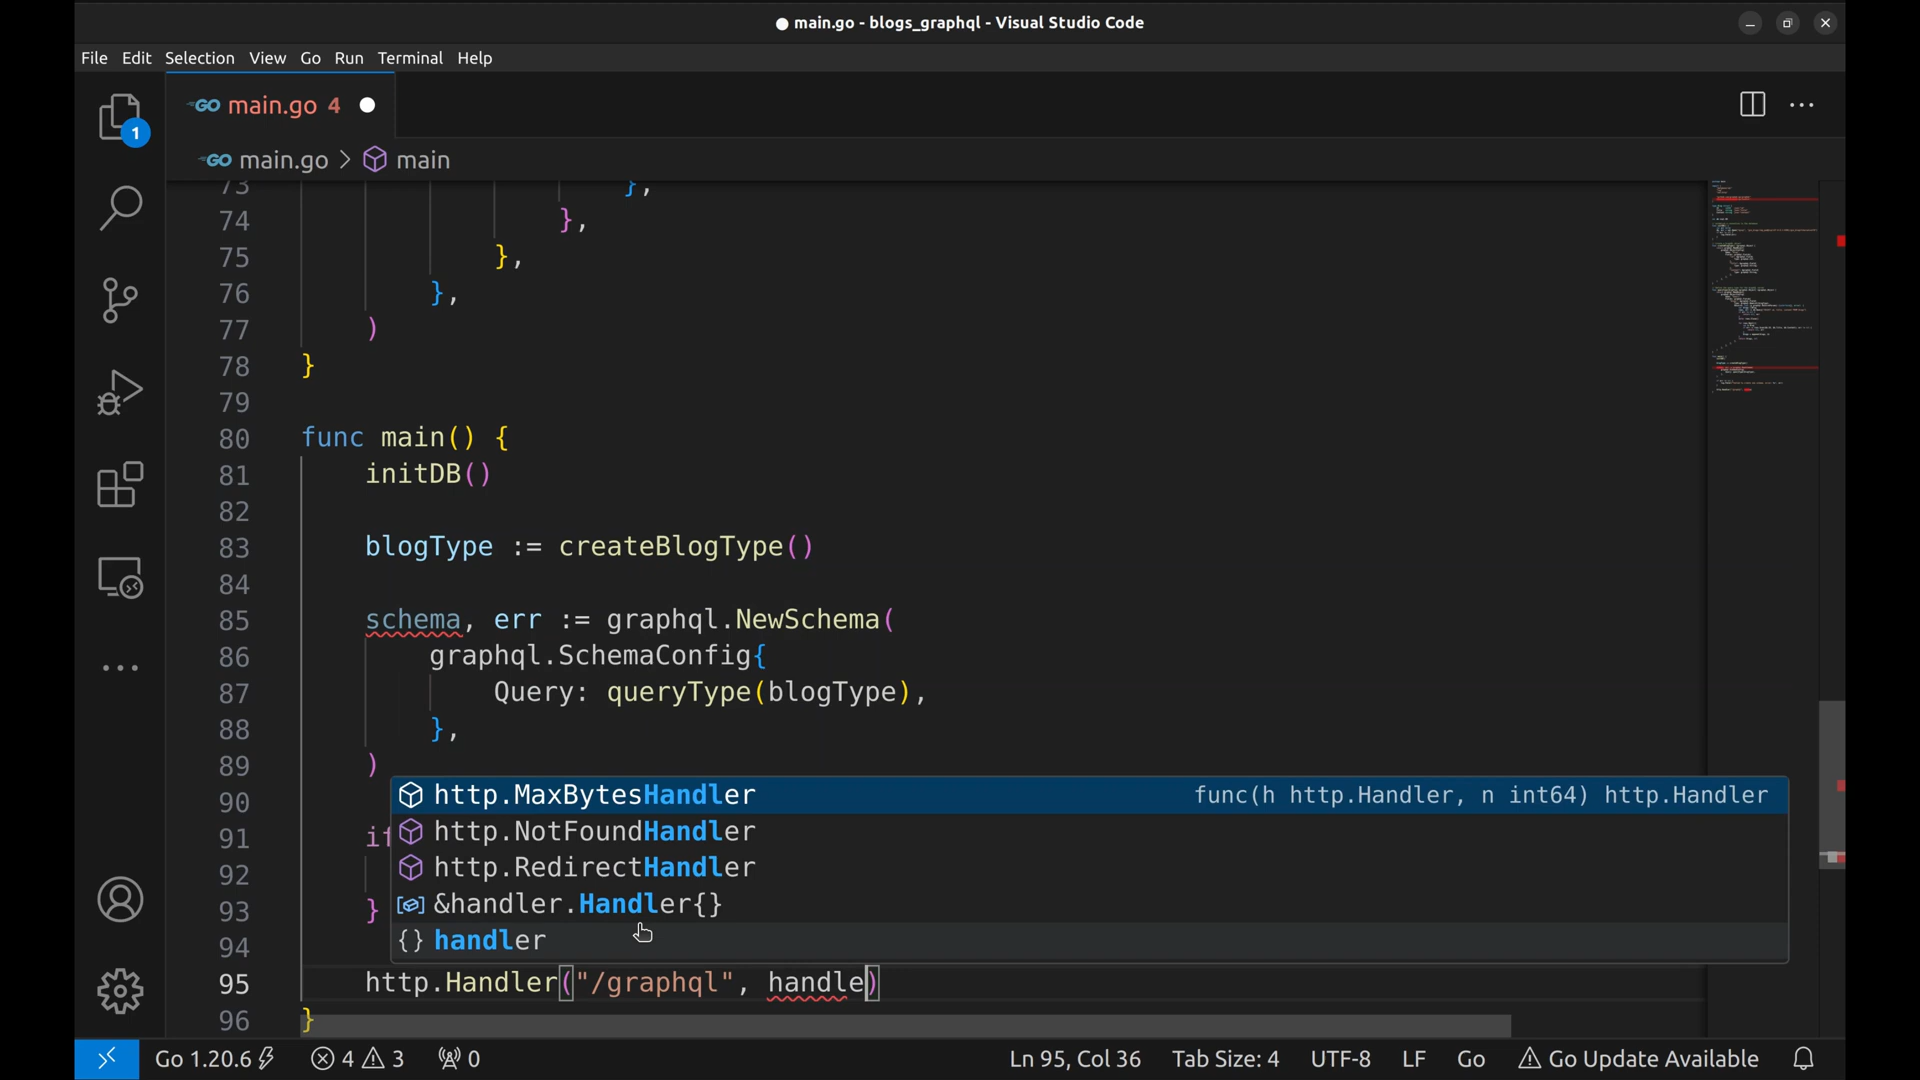 main.go - blogs_graphql - Visual Studio Code
File Edit Selection View Go Run Terminal Help
GO main.go 4
1
GO main.go > main
73 },
74 },
75 },
76 },
77 )
78 }
79
80 func main() {
81 initDB()
82
83 blogType := createBlogType()
84
85 schema, err := graphql.NewSchema(
86 graphql.SchemaConfig{
87 Query: queryType(blogType),
88 },
89 )
90 http.MaxBytesHandler func(h http.Handler, n int64) http.Handler
91 if http.NotFoundHandler
92 http.RedirectHandler
93 } &handler.Handler{}
94 {} handler
95 http.Handler("/graphql", handle)
96 }
Go 1.20.6 4 3 0 Ln 95, Col 36 Tab Size: 4 UTF-8 LF Go Go Update Available